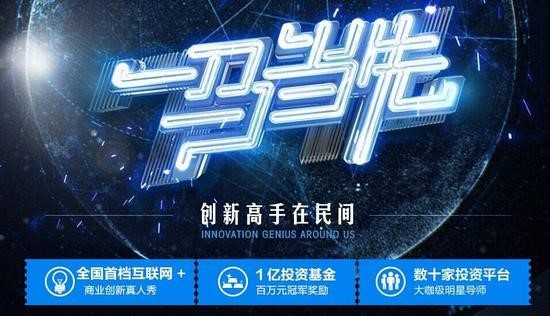 一马当先
创新高手在民间
INNOVATION GENIUS AROUND US
全国首档互联网 +
商业创新真人秀
1亿投资基金
百万元冠军奖励
数十家投资平台
大咖级明星导师